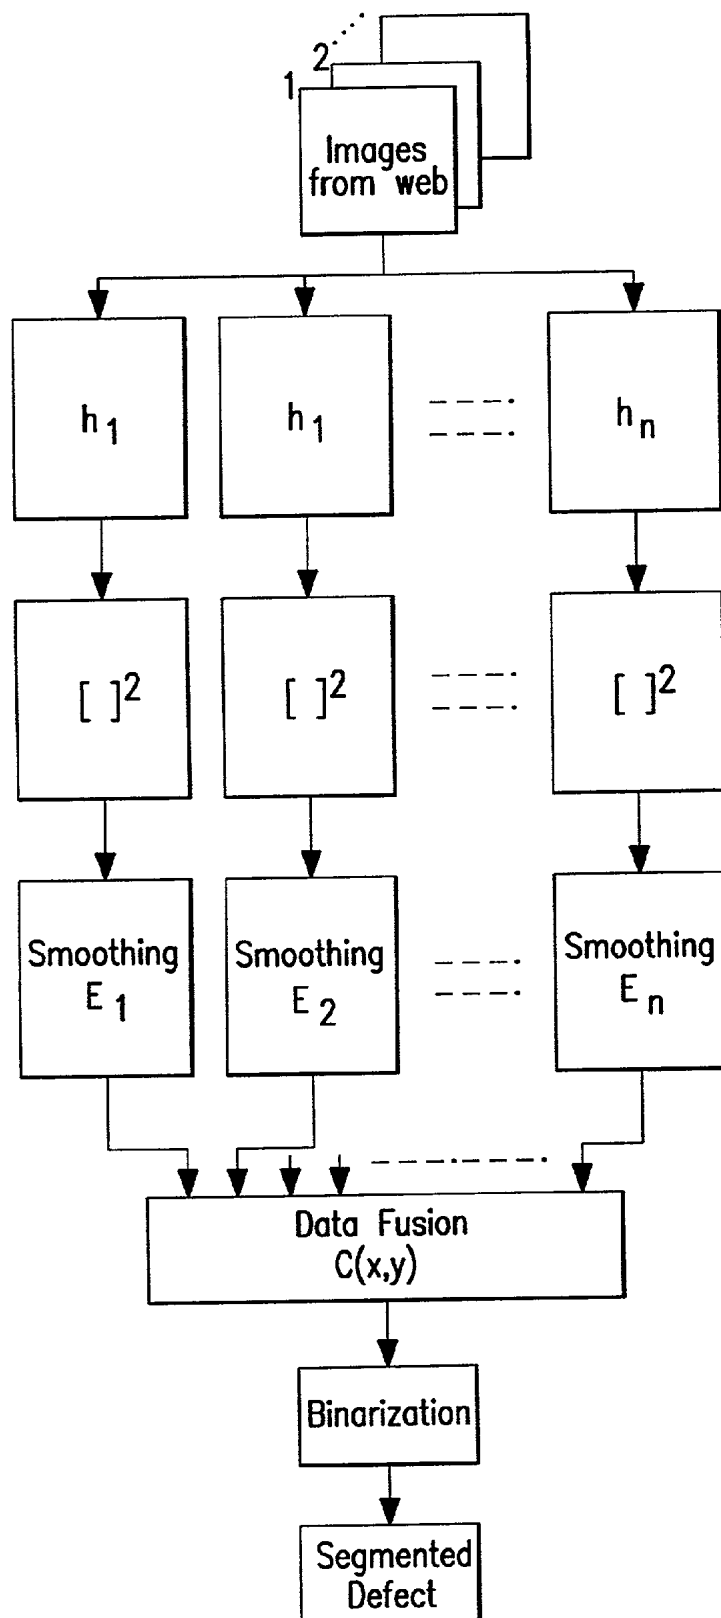 1 2
Images
from web
h1 h1 hn
[ ]2 [ ]2 [ ]2
Smoothing
E1
Smoothing
E2
Smoothing
En
Data Fusion
C(x,y)
Binarization
Segmented
Defect